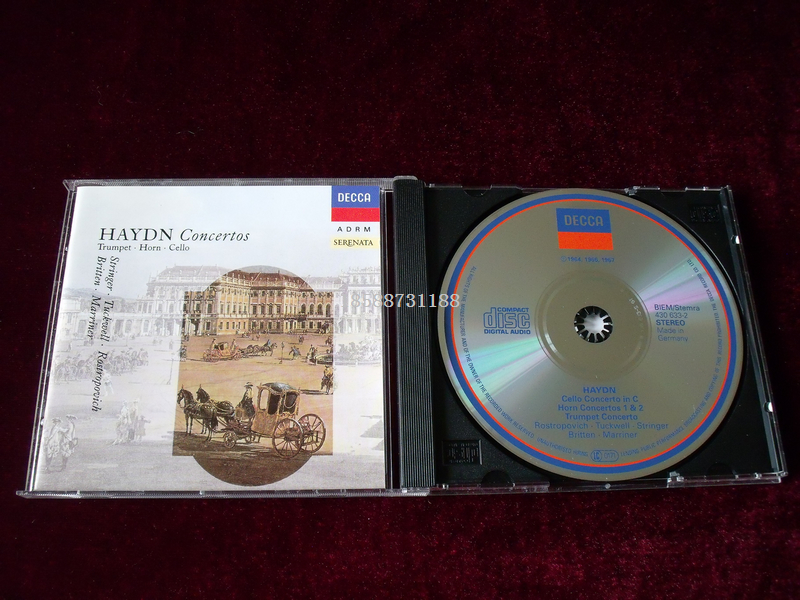 DECCA
ADRM
SERENATA
HAYDN Concertos
Trumpet · Horn · Cello
Stringer · Tuckwell · Rostropovich
Britten · Marriner
18588731188
DECCA
COMPACT
disc
DIGITAL AUDIO
BIEM/Stemra
430 633-2
STEREO
Made in
Germany
HAYDN
Cello Concerto in C
Horn Concertos 1 & 2
Trumpet Concerto
Rostropovich · Tuckwell · Stringer
Britten · Marriner